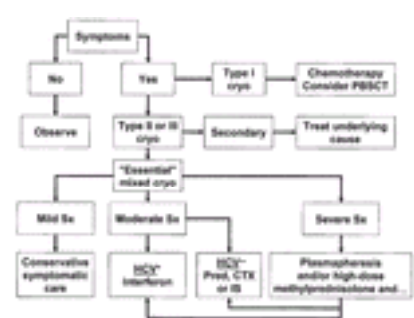 Symptoms
No
Yes
Type I
cryo
Chemotherapy
Consider PBSCT
Observe
Type II or III
cryo
Secondary
Treat underlying
cause
"Essential"
mixed cryo
Mild Sx
Moderate Sx
Severe Sx
Conservative
symptomatic
care
HCV+
Interferon
HCV–
Pred, CTX
or IS
Plasmapheresis
and/or high-dose
methylprednisolone and...